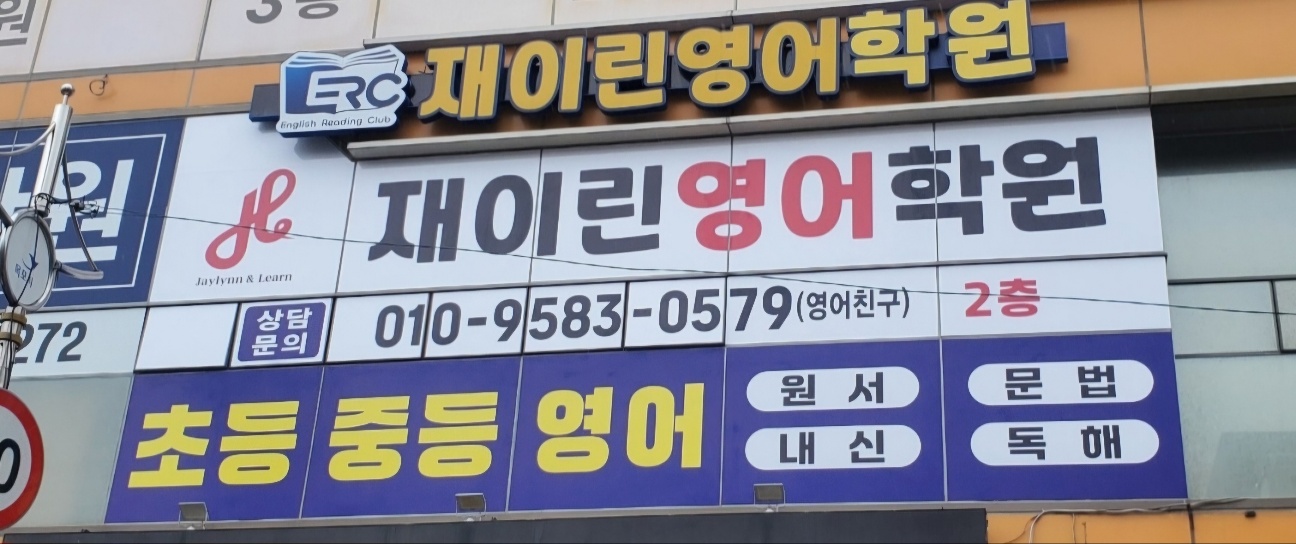 3층
ERC
English Reading Club
재이린영어학원
원
Jaylynn & Learn
재이린영어학원
272
상담
문의
010-9583-0579(영어친구)
2층
초등 중등 영어
원서
문법
내신
독해